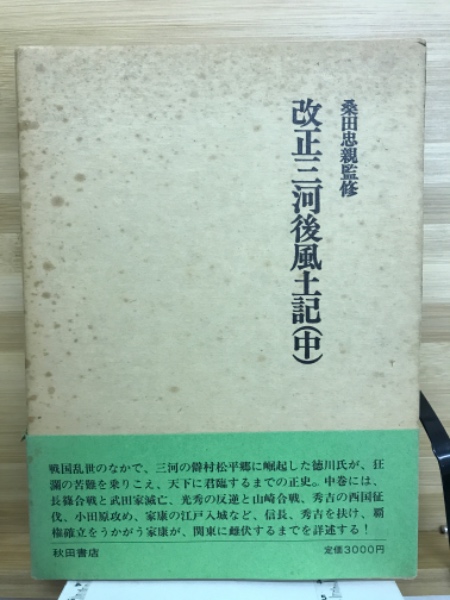 桑田忠親監修
改正三河後風土記(中)
戦国乱世のなかで、三河の僻村松平郷に崛起した徳川氏が、狂
瀾の苦難を乗りこえ、天下に君臨するまでの正史。中巻には、
長篠合戦と武田家滅亡、光秀の反逆と山崎合戦、秀吉の西国征
伐、小田原攻め、家康の江戸入城など、信長、秀吉を扶け、覇
権確立をうかがう家康が、関東に雌伏するまでを詳述する!
秋田書店
定価3000円